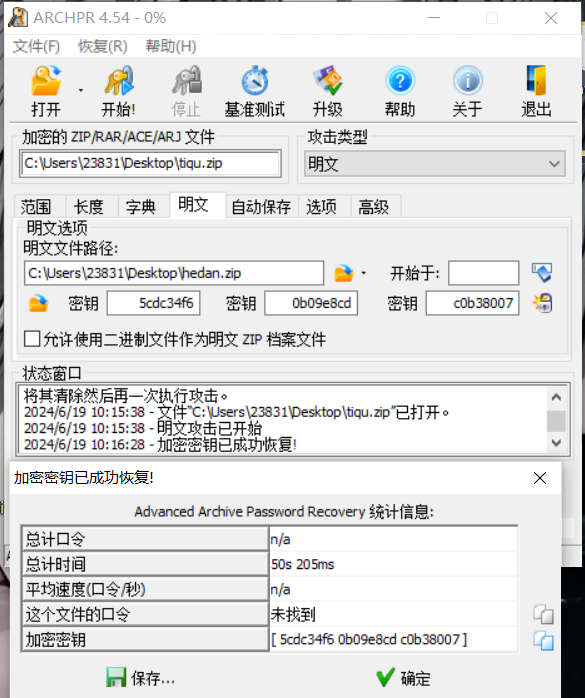 ARCHPR 4.54 - 0%
文件(F) 恢复(R) 帮助(H)
打开 开始! 停止 基准测试 升级 帮助 关于 退出
加密的 ZIP/RAR/ACE/ARJ 文件 攻击类型
C:\Users\23831\Desktop\tiqu.zip 明文
范围 长度 字典 明文 自动保存 选项 高级
明文选项
明文文件路径:
C:\Users\23831\Desktop\hedan.zip 开始于:
密钥 5cdc34f6 密钥 0b09e8cd 密钥 c0b38007
允许使用二进制文件作为明文 ZIP 档案文件
状态窗口
将其清除然后再一次执行攻击。
2024/6/19 10:15:38 - 文件“C:\Users\23831\Desktop\tiqu.zip”已打开。
2024/6/19 10:15:38 - 明文攻击已开始
2024/6/19 10:16:28 - 加密密钥已成功恢复!
加密密钥已成功恢复!
Advanced Archive Password Recovery 统计信息:
总计口令 n/a
总计时间 50s 205ms
平均速度(口令/秒) n/a
这个文件的口令 未找到
加密密钥 [ 5cdc34f6 0b09e8cd c0b38007 ]
保存... 确定